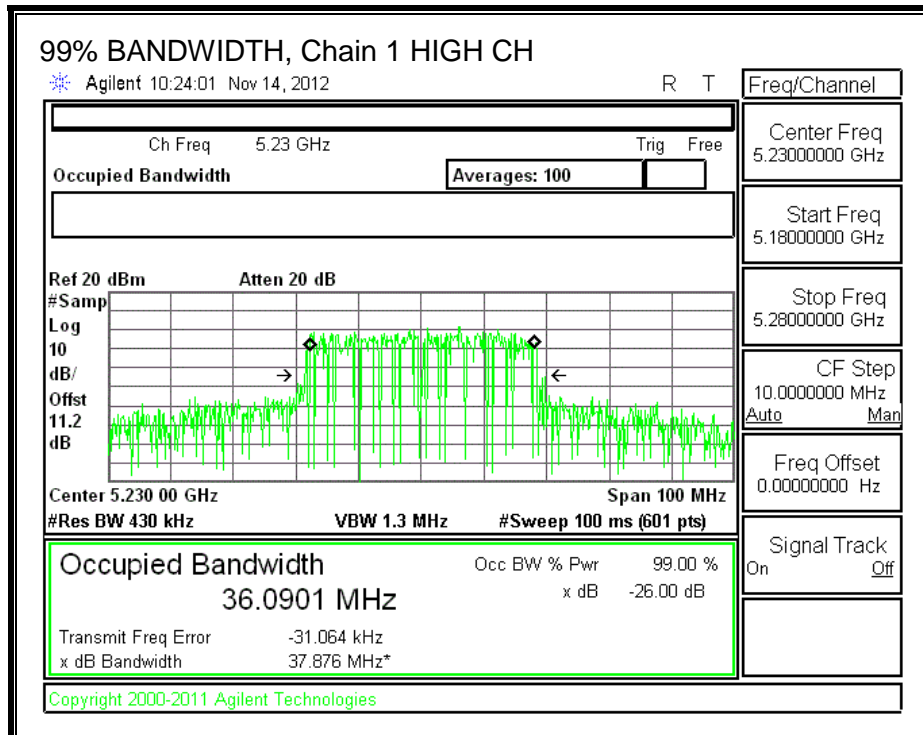 99% BANDWIDTH, Chain 1 HIGH CH
Agilent 10:24:01 Nov 14, 2012 R T
Freq/Channel
Ch Freq 5.23 GHz Trig Free
Occupied Bandwidth Averages: 100
Center Freq
5.23000000 GHz
Start Freq
5.18000000 GHz
Stop Freq
5.28000000 GHz
CF Step
10.0000000 MHz
Auto Man
Freq Offset
0.00000000 Hz
Signal Track
On Off
Ref 20 dBm Atten 20 dB
#Samp
Log
10
dB/
Offst
11.2
dB
Center 5.230 00 GHz Span 100 MHz
#Res BW 430 kHz VBW 1.3 MHz #Sweep 100 ms (601 pts)
Occupied Bandwidth Occ BW % Pwr 99.00 %
36.0901 MHz x dB -26.00 dB
Transmit Freq Error -31.064 kHz
x dB Bandwidth 37.876 MHz*
Copyright 2000-2011 Agilent Technologies